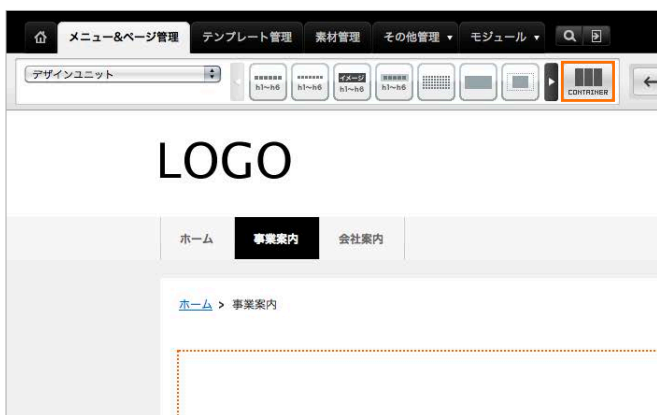 メニュー&ページ管理 テンプレート管理 素材管理 その他管理 ▼ モジュール ▼
デザインユニット h1~h6 h1~h6 イメージ h1~h6 h1~h6 CONTAINER
LOGO
ホーム 事業案内 会社案内
ホーム > 事業案内